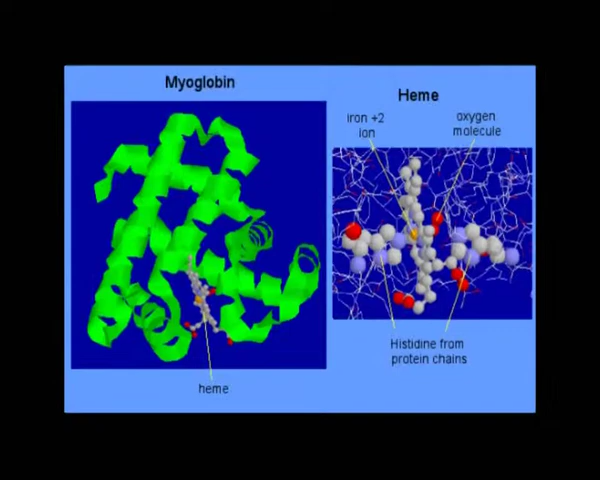 Myoglobin
Heme
iron +2
ion
oxygen
molecule
Histidine from
protein chains
heme